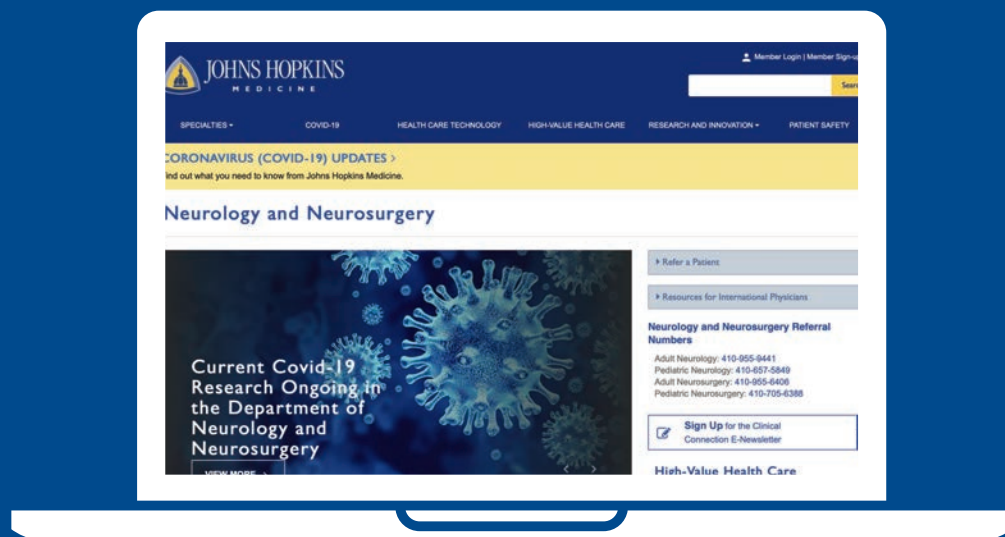 JOHNS HOPKINS
MEDICINE
Member Login | Member Sign-u
Sear
SPECIALTIES COVID-19 HEALTH CARE TECHNOLOGY HIGH-VALUE HEALTH CARE RESEARCH AND INNOVATION PATIENT SAFETY
CORONAVIRUS (COVID-19) UPDATES >
ind out what you need to know from Johns Hopkins Medicine.
Neurology and Neurosurgery
Current Covid-19
Research Ongoing in
the Department of
Neurology and
Neurosurgery
VIEW MORE >
Refer a Patient
Resources for International Physicians
Neurology and Neurosurgery Referral
Numbers
Adult Neurology: 410-955-9441
Pediatric Neurology: 410-657-5849
Adult Neurosurgery: 410-955-6406
Pediatric Neurosurgery: 410-705-6388
Sign Up for the Clinical
Connection E-Newsletter
High-Value Health Care